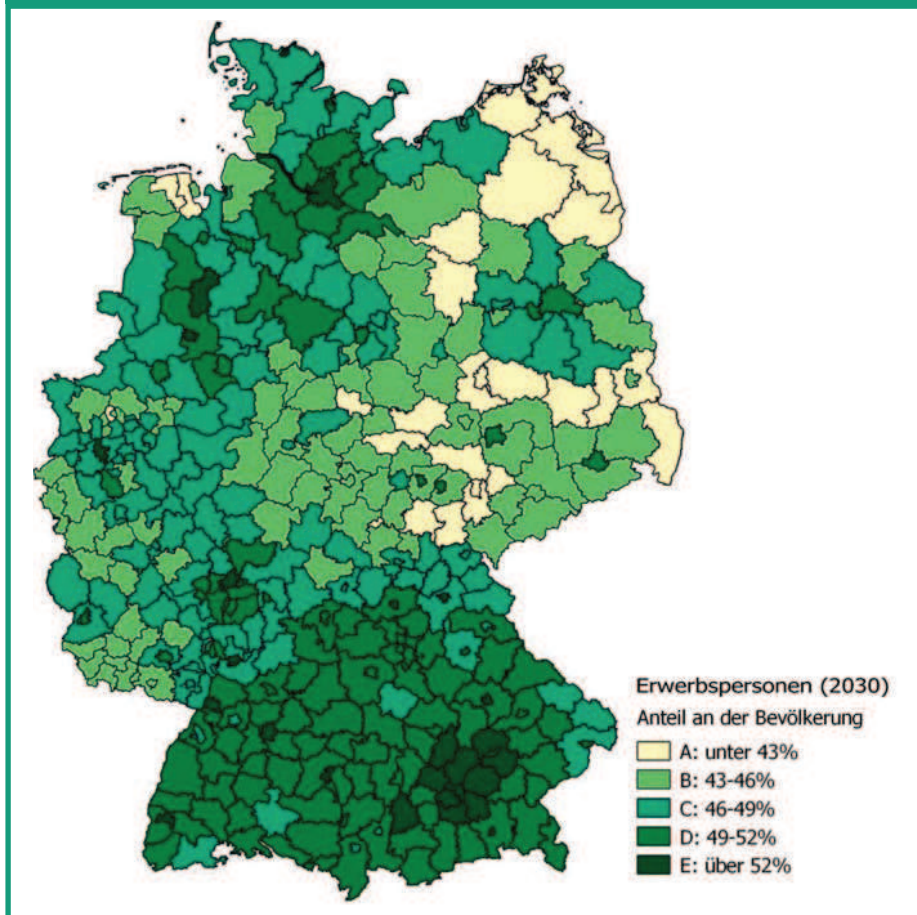 Erwerbspersonen (2030)
Anteil an der Bevölkerung
A: unter 43%
B: 43-46%
C: 46-49%
D: 49-52%
E: über 52%